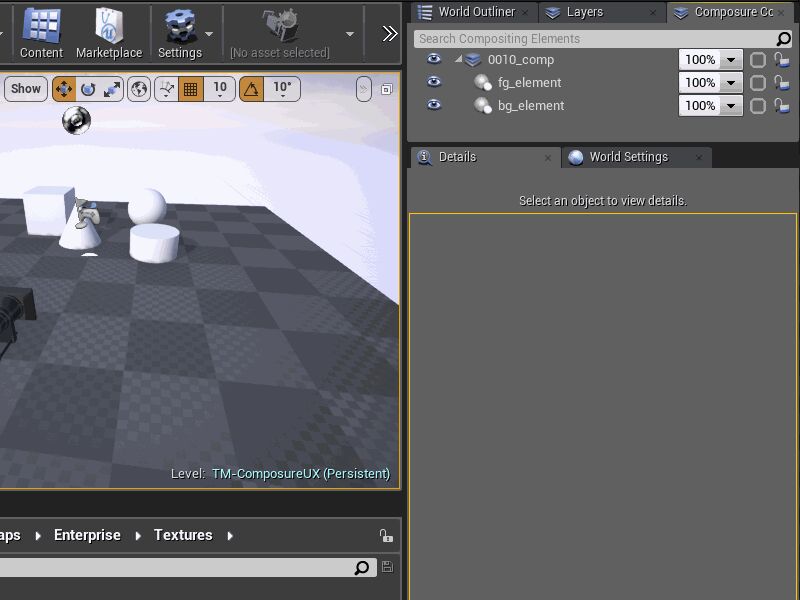 World Outliner
Layers
Composure Co
Content
Marketplace
Settings
[No asset selected]
Search Compositing Elements
0010_comp
100%
fg_element
100%
bg_element
100%
Show
10
10°
Details
World Settings
Select an object to view details.
Level: TM-ComposureUX (Persistent)
aps
Enterprise
Textures